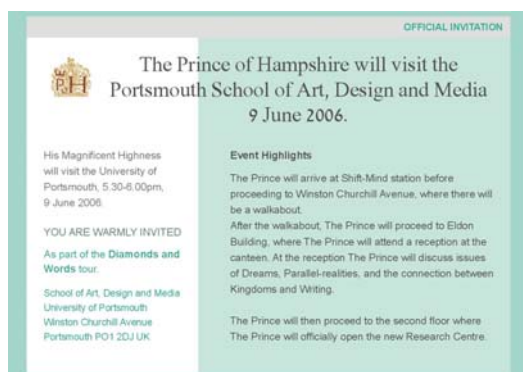 OFFICIAL INVITATION
The Prince of Hampshire will visit the
Portsmouth School of Art, Design and Media
9 June 2006.
His Magnificent Highness
will visit the University of
Portsmouth, 5.30-6.00pm,
9 June 2006.
YOU ARE WARMLY INVITED
As part of the Diamonds and
Words tour.
School of Art, Design and Media
University of Portsmouth
Winston Churchill Avenue
Portsmouth PO1 2DJ UK
Event Highlights
The Prince will arrive at Shift-Mind station before
proceeding to Winston Churchill Avenue, where there will
be a walkabout.
After the walkabout, The Prince will proceed to Eldon
Building, where The Prince will attend a reception at the
canteen. At the reception The Prince will discuss issues
of Dreams, Parallel-realities, and the connection between
Kingdoms and Writing.
The Prince will then proceed to the second floor where
The Prince will officially open the new Research Centre.